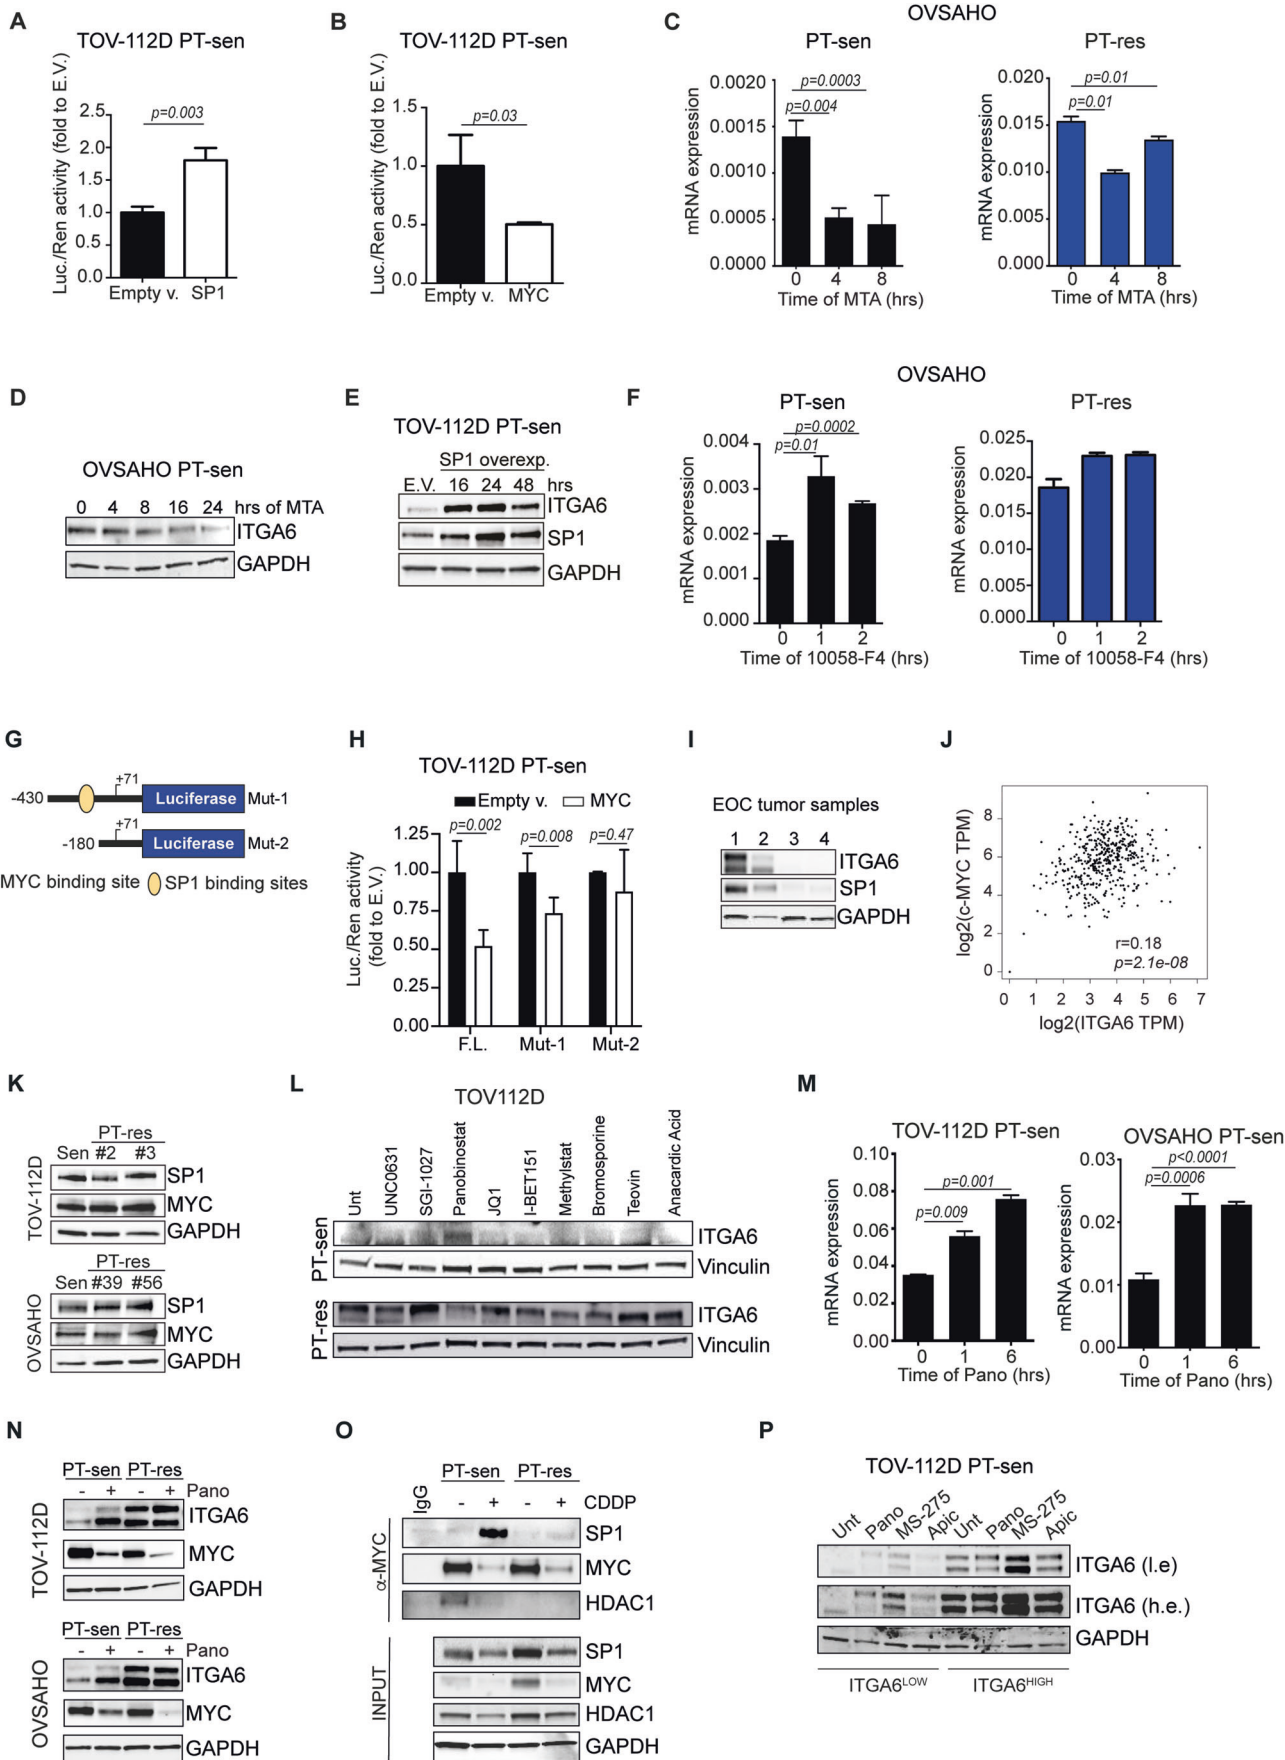 A
TOV-112D PT-sen
Luc./Ren activity (fold to E.V.)
p=0.003
2.5
2.0
1.5
1.0
0.5
0.0
Empty v. SP1
B
TOV-112D PT-sen
Luc./Ren activity (fold to E.V.)
p=0.03
1.5
1.0
0.5
0.0
Empty v. MYC
C
OVSAHO
PT-sen
mRNA expression
p=0.0003
p=0.004
0.0020
0.0015
0.0010
0.0005
0.0000
0 4 8
Time of MTA (hrs)
PT-res
mRNA expression
p=0.01
p=0.01
0.020
0.015
0.010
0.005
0.000
0 4 8
Time of MTA (hrs)
D
OVSAHO PT-sen
0 4 8 16 24 hrs of MTA
ITGA6
GAPDH
E
TOV-112D PT-sen
SP1 overexp.
E.V. 16 24 48 hrs
ITGA6
SP1
GAPDH
F
OVSAHO
PT-sen
mRNA expression
p=0.0002
p=0.01
0.004
0.003
0.002
0.001
0.000
0 1 2
Time of 10058-F4 (hrs)
PT-res
mRNA expression
0.025
0.020
0.015
0.010
0.005
0.000
0 1 2
Time of 10058-F4 (hrs)
G
-430 +71 Luciferase Mut-1
-180 +71 Luciferase Mut-2
MYC binding site SP1 binding sites
H
TOV-112D PT-sen
Empty v. MYC
Luc./Ren activity
(fold to E.V.)
p=0.002 p=0.008 p=0.47
1.25
1.00
0.75
0.50
0.25
0.00
F.L. Mut-1 Mut-2
I
EOC tumor samples
1 2 3 4
ITGA6
SP1
GAPDH
J
log2(c-MYC TPM)
8
6
4
2
0
r=0.18
p=2.1e-08
0 1 2 3 4 5 6 7
log2(ITGA6 TPM)
K
TOV-112D
PT-res
Sen #2 #3
SP1
MYC
GAPDH
OVSAHO
PT-res
Sen #39 #56
SP1
MYC
GAPDH
L
TOV112D
Unt
UNC0631
SGI-1027
Panobinostat
JQ1
I-BET151
Methylstat
Bromosporine
Teovin
Anacardic Acid
PT-sen
ITGA6
Vinculin
PT-res
ITGA6
Vinculin
M
TOV-112D PT-sen
mRNA expression
p=0.001
p=0.009
0.10
0.08
0.06
0.04
0.02
0.00
0 1 6
Time of Pano (hrs)
OVSAHO PT-sen
mRNA expression
p<0.0001
p=0.0006
0.03
0.02
0.01
0.00
0 1 6
Time of Pano (hrs)
N
TOV-112D
PT-sen PT-res
- + - + Pano
ITGA6
MYC
GAPDH
OVSAHO
PT-sen PT-res
- + - + Pano
ITGA6
MYC
GAPDH
O
PT-sen PT-res
IgG - + - + CDDP
α-MYC
SP1
MYC
HDAC1
INPUT
SP1
MYC
HDAC1
GAPDH
P
TOV-112D PT-sen
Unt Pano MS-275 Apic Unt Pano MS-275 Apic
ITGA6 (l.e)
ITGA6 (h.e.)
GAPDH
ITGA6LOW ITGA6HIGH